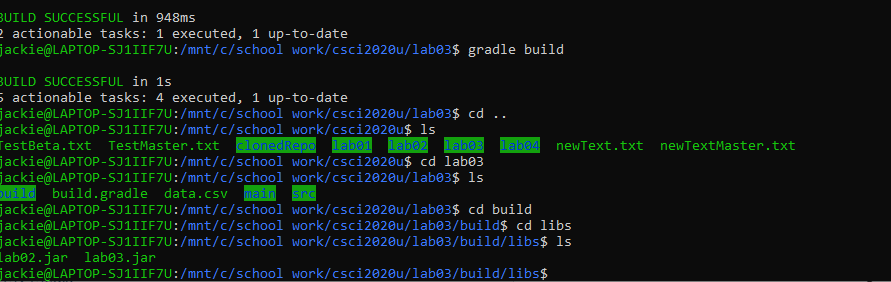 BUILD SUCCESSFUL in 948ms
2 actionable tasks: 1 executed, 1 up-to-date
jackie@LAPTOP-SJ1IIF7U:/mnt/c/school work/csci2020u/lab03$ gradle build
BUILD SUCCESSFUL in 1s
5 actionable tasks: 4 executed, 1 up-to-date
jackie@LAPTOP-SJ1IIF7U:/mnt/c/school work/csci2020u/lab03$ cd ..
jackie@LAPTOP-SJ1IIF7U:/mnt/c/school work/csci2020u$ ls
TestBeta.txt TestMaster.txt clonedRepo lab01 lab02 lab03 lab04 newText.txt newTextMaster.txt
jackie@LAPTOP-SJ1IIF7U:/mnt/c/school work/csci2020u$ cd lab03
jackie@LAPTOP-SJ1IIF7U:/mnt/c/school work/csci2020u/lab03$ ls
build build.gradle data.csv main src
jackie@LAPTOP-SJ1IIF7U:/mnt/c/school work/csci2020u/lab03$ cd build
jackie@LAPTOP-SJ1IIF7U:/mnt/c/school work/csci2020u/lab03/build$ cd libs
jackie@LAPTOP-SJ1IIF7U:/mnt/c/school work/csci2020u/lab03/build/libs$ ls
lab02.jar lab03.jar
jackie@LAPTOP-SJ1IIF7U:/mnt/c/school work/csci2020u/lab03/build/libs$